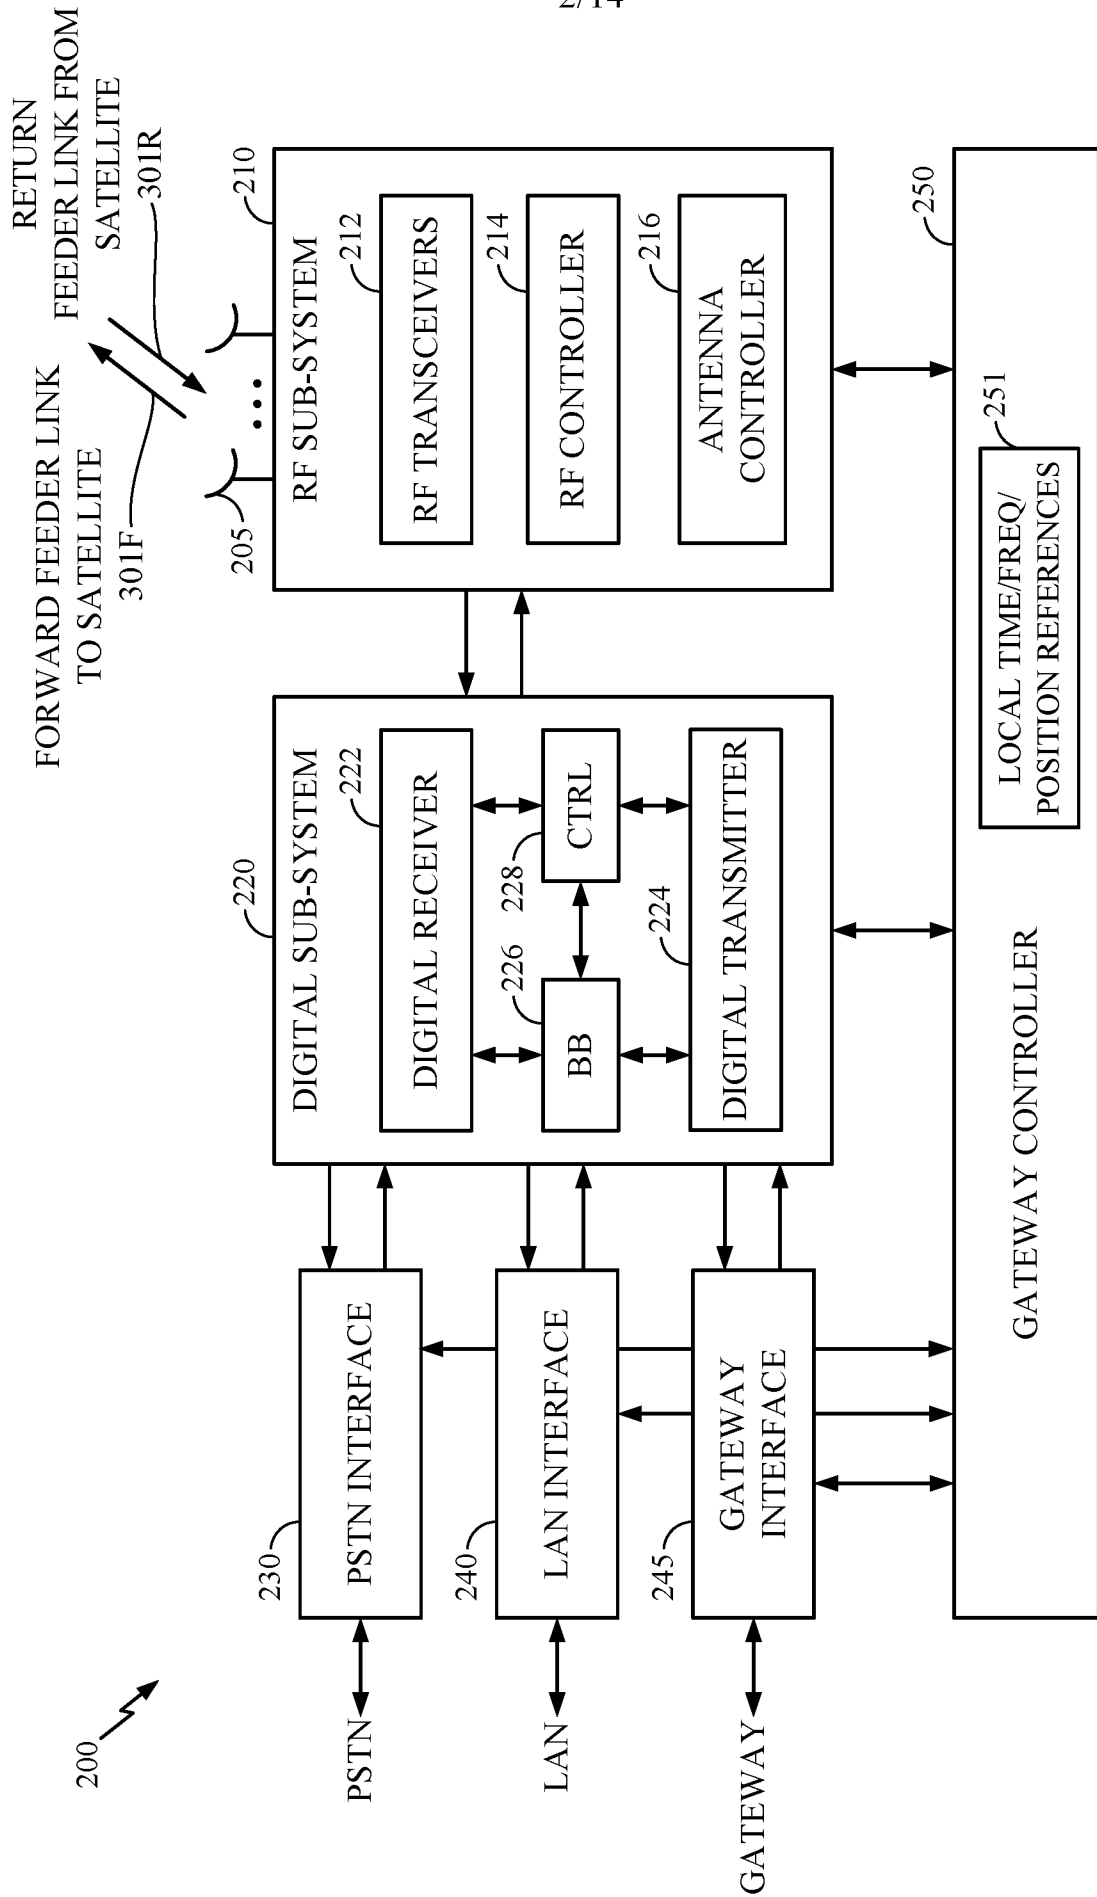 2/14
200
FORWARD FEEDER LINK
TO SATELLITE
301F
RETURN
FEEDER LINK FROM
SATELLITE
301R
205
210
RF SUB-SYSTEM
212
RF TRANSCEIVERS
214
RF CONTROLLER
216
ANTENNA
CONTROLLER
220
DIGITAL SUB-SYSTEM
222
DIGITAL RECEIVER
226
BB
228
CTRL
224
DIGITAL TRANSMITTER
PSTN
230
PSTN INTERFACE
LAN
240
LAN INTERFACE
GATEWAY
245
GATEWAY
INTERFACE
250
GATEWAY CONTROLLER
251
LOCAL TIME/FREQ/
POSITION REFERENCES